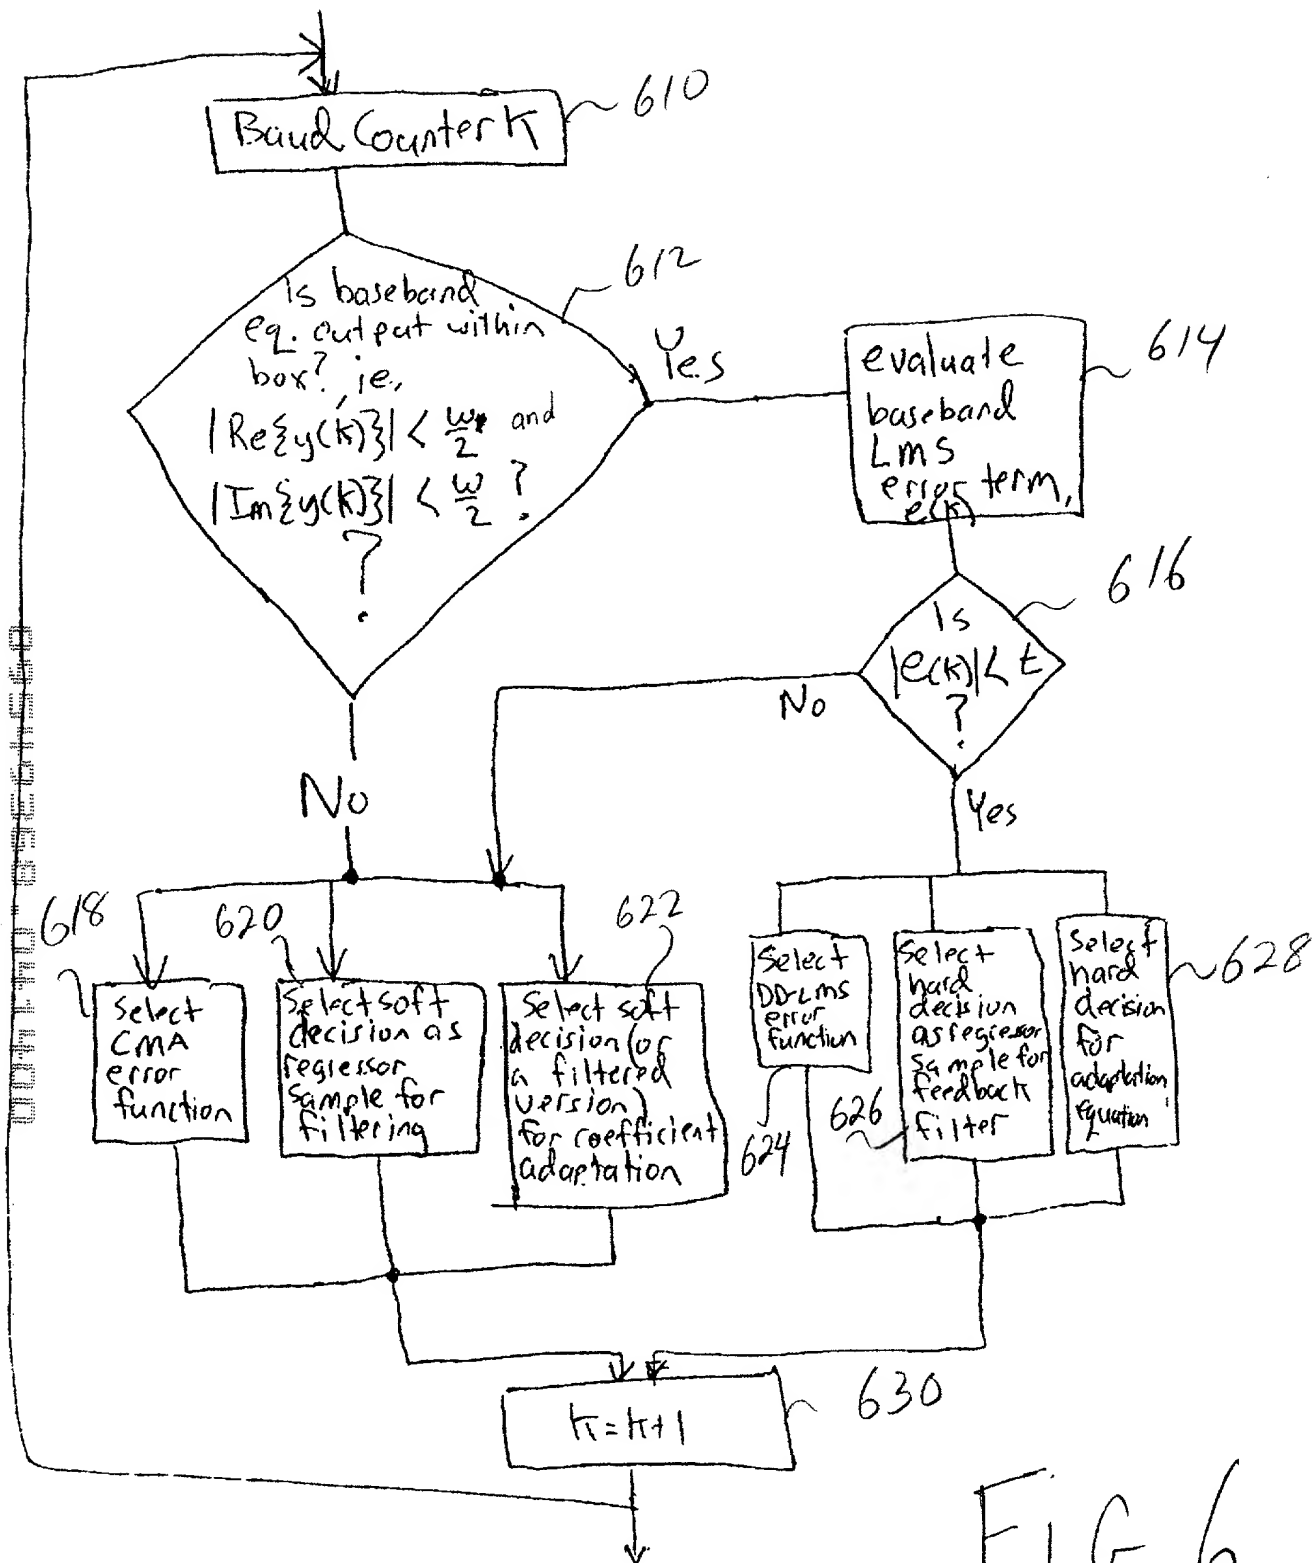 610
Baud Counter K
612
Is baseband
eq. output within
box? ie.,
|Re{y(k)}| < w/2 and
|Im{y(k)}| < w/2 ?
?
Yes
614
evaluate
baseband
LMS
error term,
e(k)
616
Is
|e(k)| < t
?
No
Yes
No
618
Select
CMA
error
function
620
Select soft
decision as
regressor
sample for
filtering
622
Select soft
decision (or
a filtered
version)
for coefficient
adaptation
624
Select
DD-LMS
error
function
626
Select
hard
decision
as regressor
sample for
feedback
filter
628
Select
hard
decision
for
adaptation
equation
630
K=K+1
FIG 6